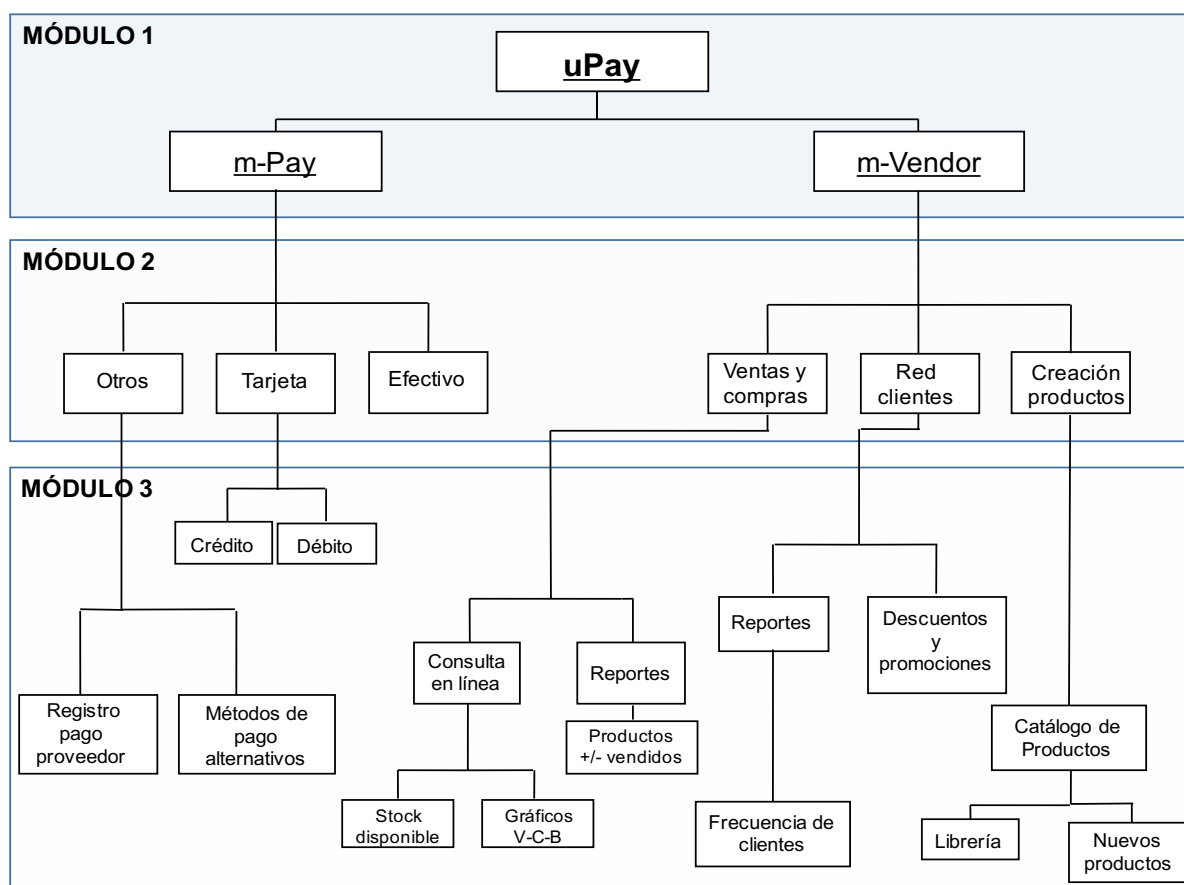 MÓDULO 1
uPay
m-Pay
m-Vendor
MÓDULO 2
Otros
Tarjeta
Efectivo
Ventas y
compras
Red
clientes
Creación
productos
MÓDULO 3
Crédito
Débito
Registro
pago
proveedor
Métodos de
pago
alternativos
Consulta
en línea
Reportes
Productos
+/- vendidos
Stock
disponible
Gráficos
V-C-B
Reportes
Descuentos
y
promociones
Frecuencia de
clientes
Catálogo de
Productos
Librería
Nuevos
productos